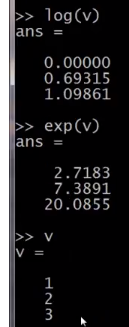 >> log(v)
ans =
0.00000
0.69315
1.09861
>> exp(v)
ans =
2.7183
7.3891
20.0855
>> v
v =
1
2
3